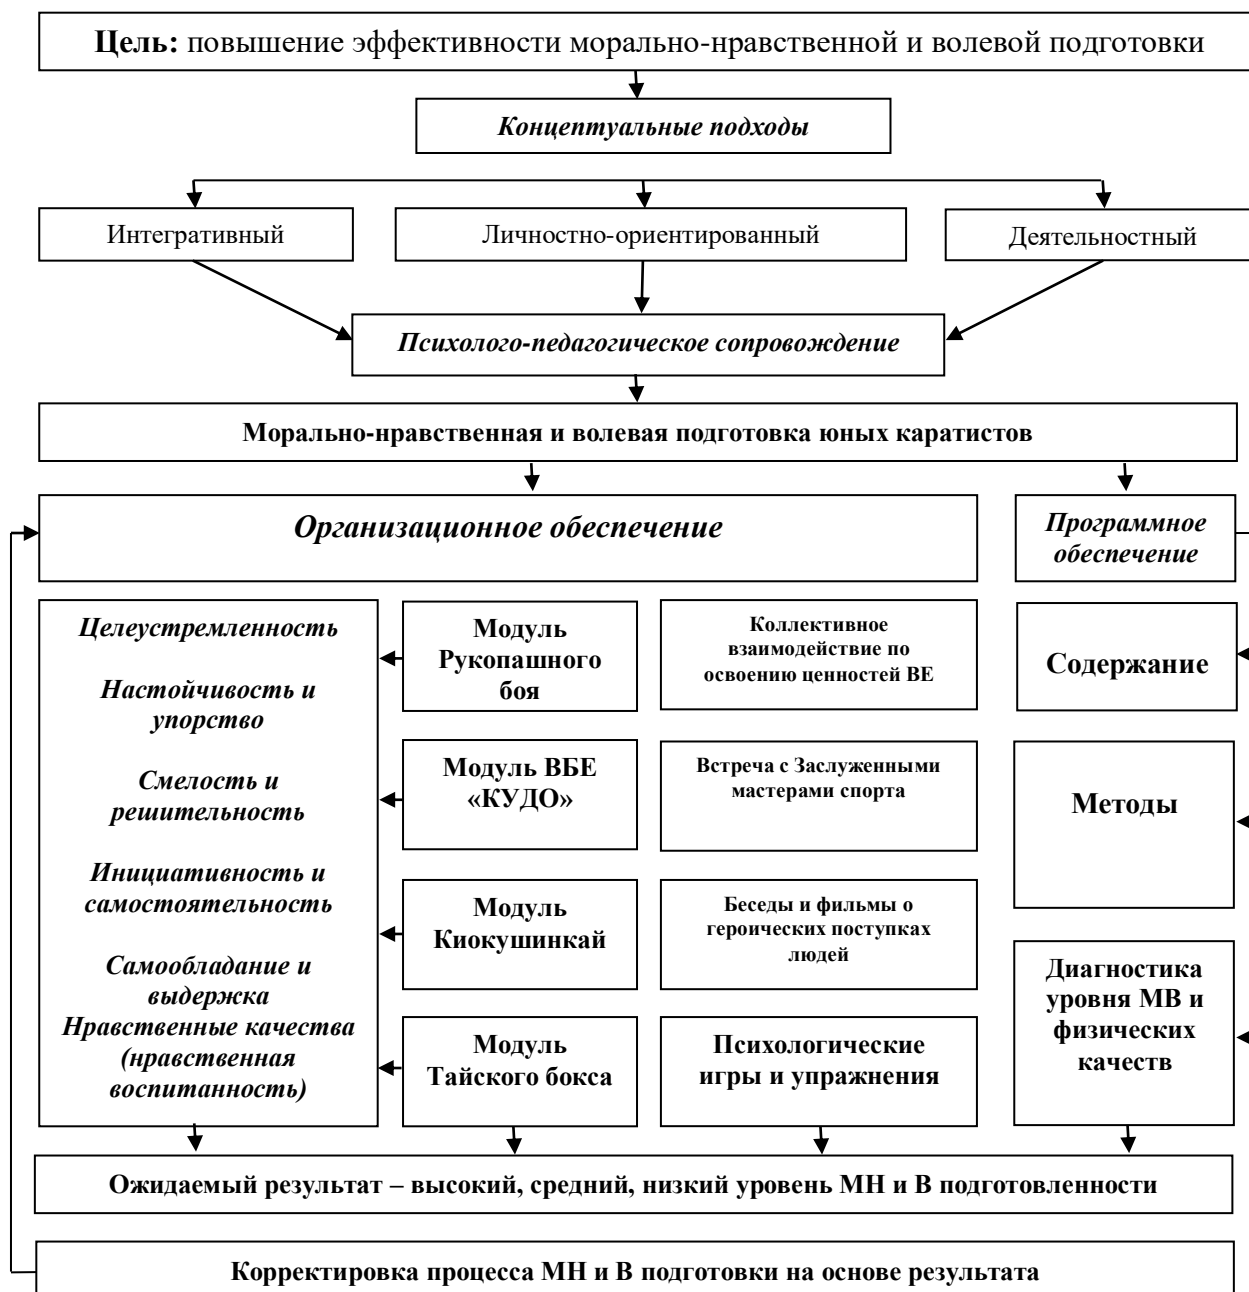 Цель: повышение эффективности морально-нравственной и волевой подготовки
Концептуальные подходы
Интегративный
Личностно-ориентированный
Деятельностный
Психолого-педагогическое сопровождение
Морально-нравственная и волевая подготовка юных каратистов
Организационное обеспечение
Программное
обеспечение
Целеустремленность
Настойчивость и
упорство
Смелость и
решительность
Инициативность и
самостоятельность
Самообладание и
выдержка
Нравственные качества
(нравственная
воспитанность)
Модуль
Рукопашного
боя
Модуль ВБЕ
«КУДО»
Модуль
Киокушинкай
Модуль
Тайского бокса
Коллективное
взаимодействие по
освоению ценностей ВЕ
Встреча с Заслуженными
мастерами спорта
Беседы и фильмы о
героических поступках
людей
Психологические
игры и упражнения
Содержание
Методы
Диагностика
уровня МВ и
физических
качеств
Ожидаемый результат – высокий, средний, низкий уровень МН и В подготовленности
Корректировка процесса МН и В подготовки на основе результата